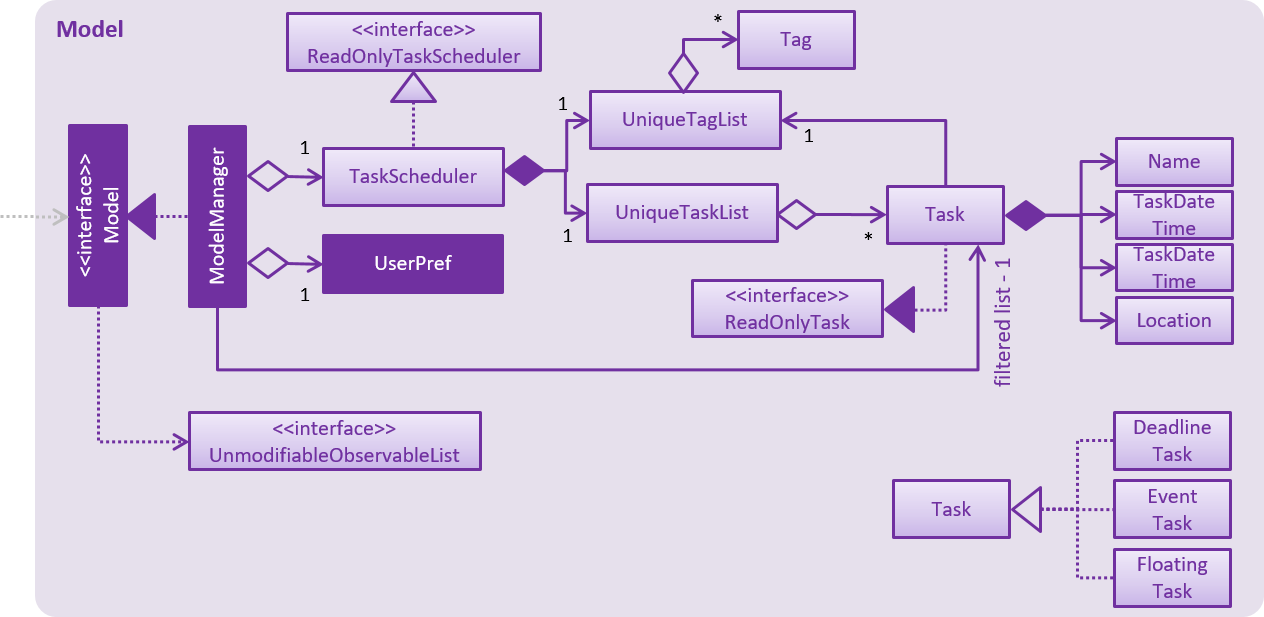 Model
<<interface>>
ReadOnlyTaskScheduler
*
Tag
1
UniqueTagList
1
<<interface>>
Model
ModelManager
1
TaskScheduler
Name
UniqueTaskList
1
*
Task
TaskDate
Time
TaskDate
Time
Location
UserPref
1
<<interface>>
ReadOnlyTask
filtered list - 1
<<interface>>
UnmodifiableObservableList
Deadline
Task
Task
Event
Task
Floating
Task